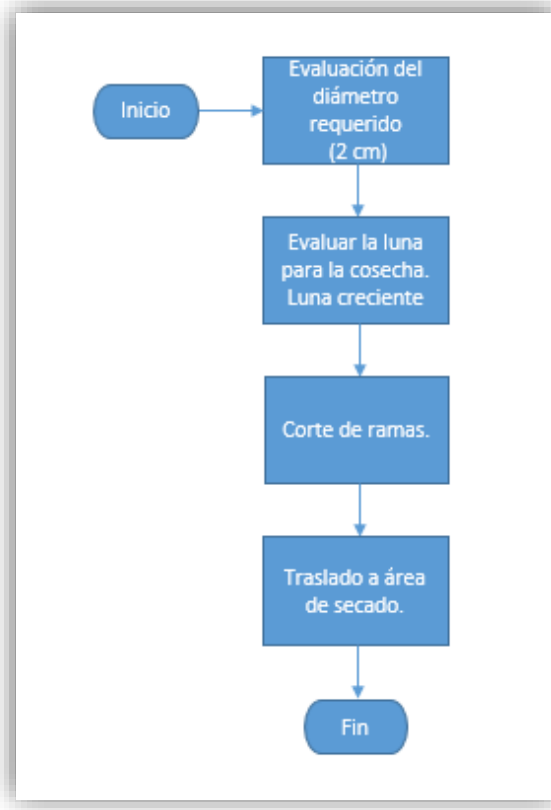 Inicio
Evaluación del
diámetro
requerido
(2 cm)
Evaluar la luna
para la cosecha.
Luna creciente
Corte de ramas.
Traslado a área
de secado.
Fin